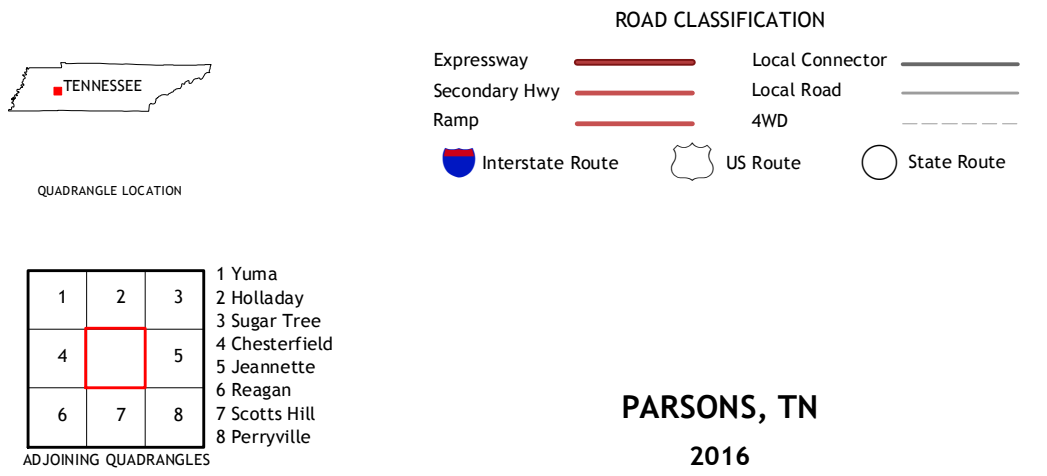 ROAD CLASSIFICATION
Expressway
Local Connector
Secondary Hwy
Local Road
Ramp
4WD
Interstate Route
US Route
State Route
TENNESSEE
QUADRANGLE LOCATION
1 2 3
4 5
6 7 8
1 Yuma
2 Holladay
3 Sugar Tree
4 Chesterfield
5 Jeannette
6 Reagan
7 Scotts Hill
8 Perryville
ADJOINING QUADRANGLES
PARSONS, TN
2016